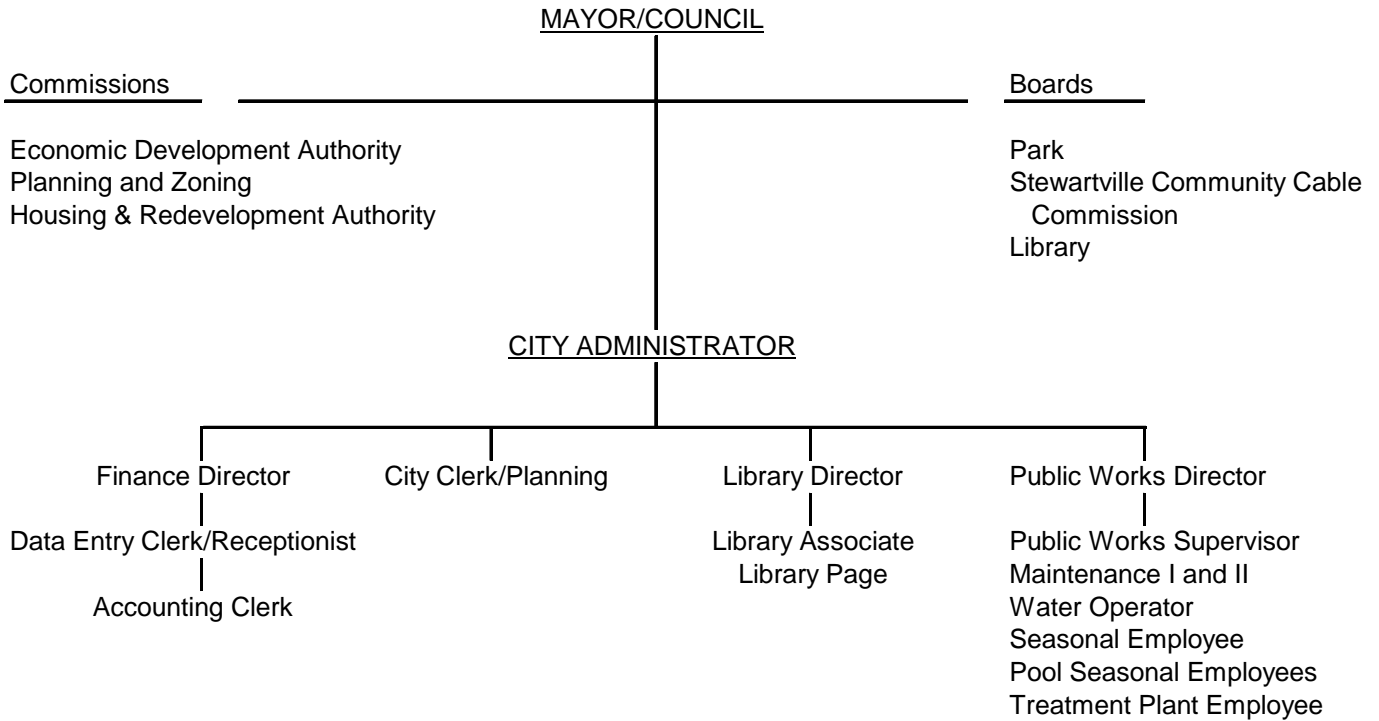 MAYOR/COUNCIL
Commissions
Economic Development Authority
Planning and Zoning
Housing & Redevelopment Authority
Boards
Park
Stewartville Community Cable
Commission
Library
CITY ADMINISTRATOR
Finance Director
Data Entry Clerk/Receptionist
Accounting Clerk
City Clerk/Planning
Library Director
Library Associate
Library Page
Public Works Director
Public Works Supervisor
Maintenance I and II
Water Operator
Seasonal Employee
Pool Seasonal Employees
Treatment Plant Employee